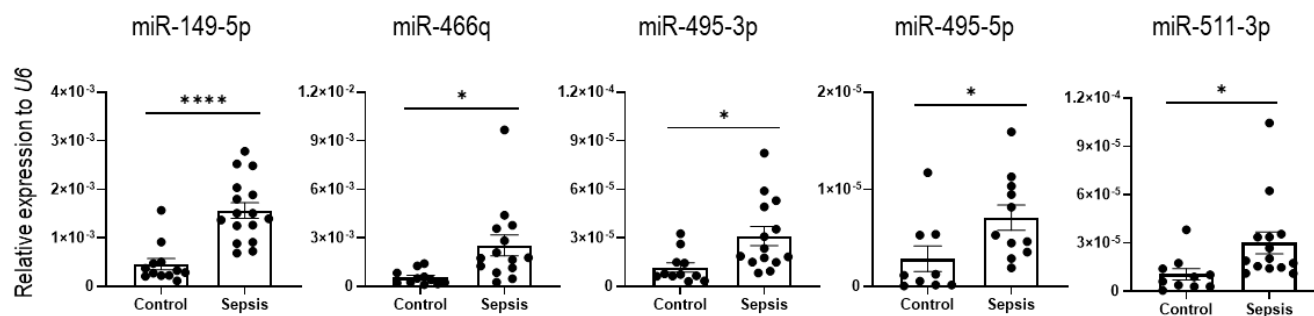 miR-149-5p
miR-466q
miR-495-3p
miR-495-5p
miR-511-3p
Relative expression to U6
4×10⁻³
3×10⁻³
2×10⁻³
1×10⁻³
0
****
Control Sepsis
1.2×10⁻²
9×10⁻³
6×10⁻³
3×10⁻³
0
*
Control Sepsis
1.2×10⁻⁴
9×10⁻⁵
6×10⁻⁵
3×10⁻⁵
0
*
Control Sepsis
2×10⁻⁵
1×10⁻⁵
0
*
Control Sepsis
1.2×10⁻⁴
9×10⁻⁵
6×10⁻⁵
3×10⁻⁵
0
*
Control Sepsis